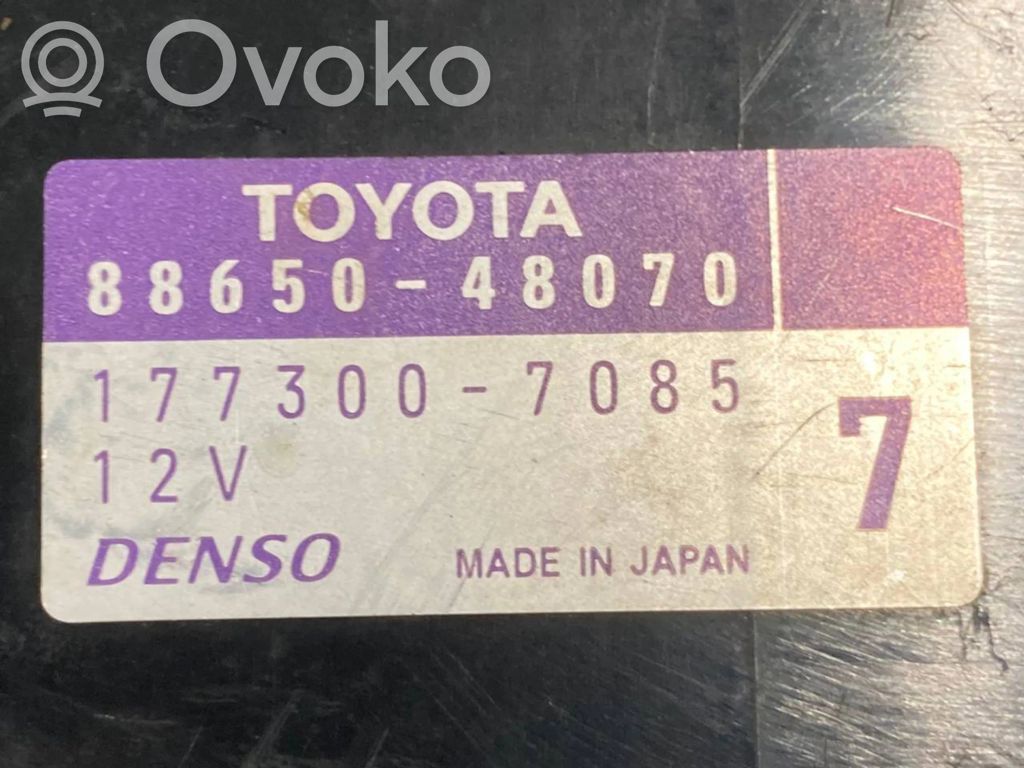 Ovoko
TOYOTA
88650-48070
177300-7085
12V
7
DENSO
MADE IN JAPAN